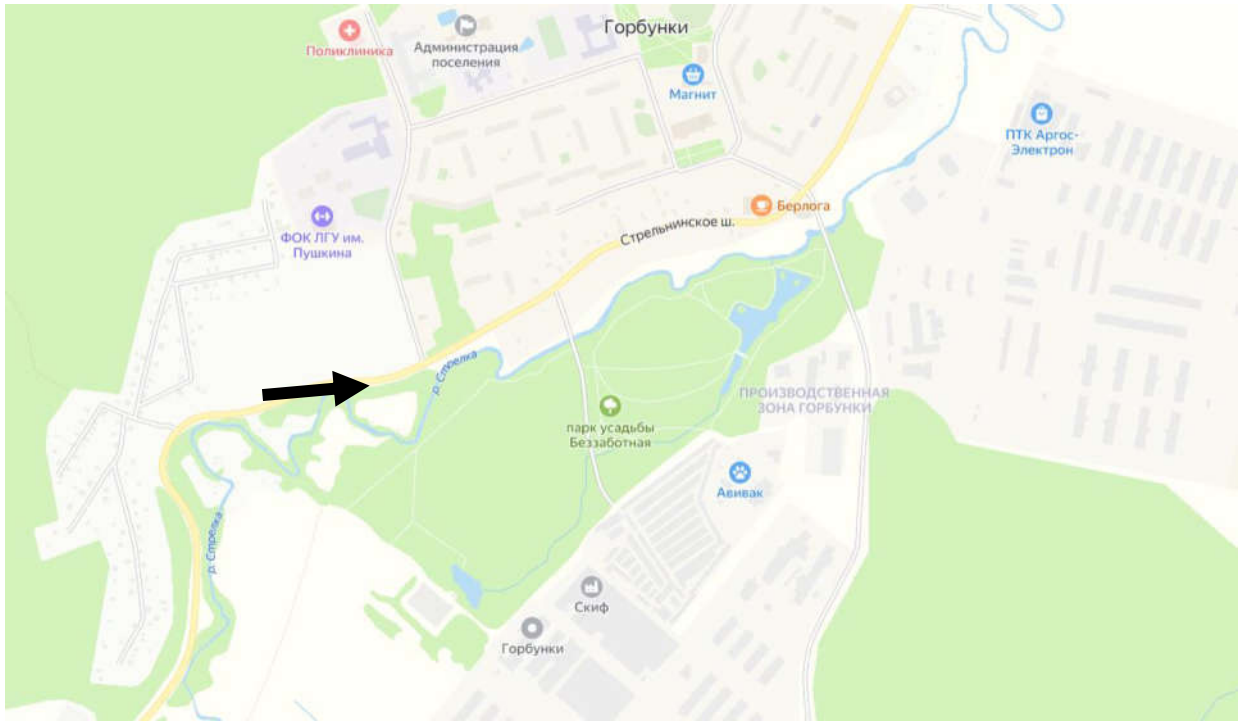 Горбунки
Поликлиника
Администрация
поселения
Магнит
ПТК Аргос-
Электрон
Берлога
Стрельнинское ш.
ФОК ЛГУ им.
Пушкина
р. Стрелка
ПРОИЗВОДСТВЕННАЯ
ЗОНА ГОРБУНКИ
парк усадьбы
Беззаботная
Авивак
р. Стрелка
Скиф
Горбунки